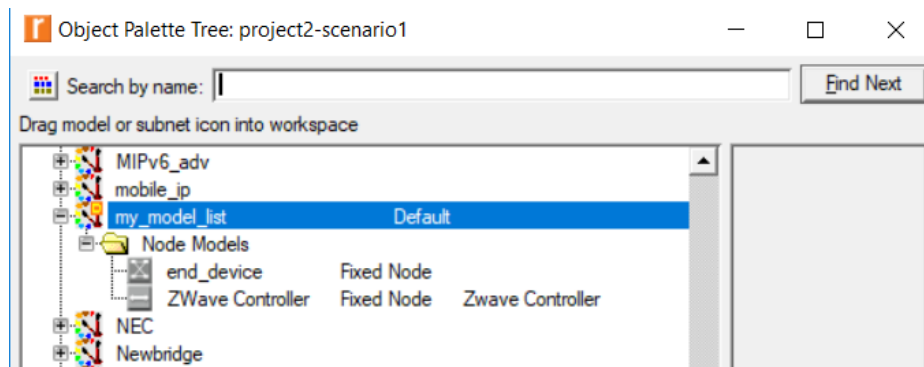 Object Palette Tree: project2-scenario1
Search by name: Find Next
Drag model or subnet icon into workspace
MIPv6_adv
mobile_ip
my_model_list Default
Node Models
end_device Fixed Node
ZWave Controller Fixed Node Zwave Controller
NEC
Newbridge